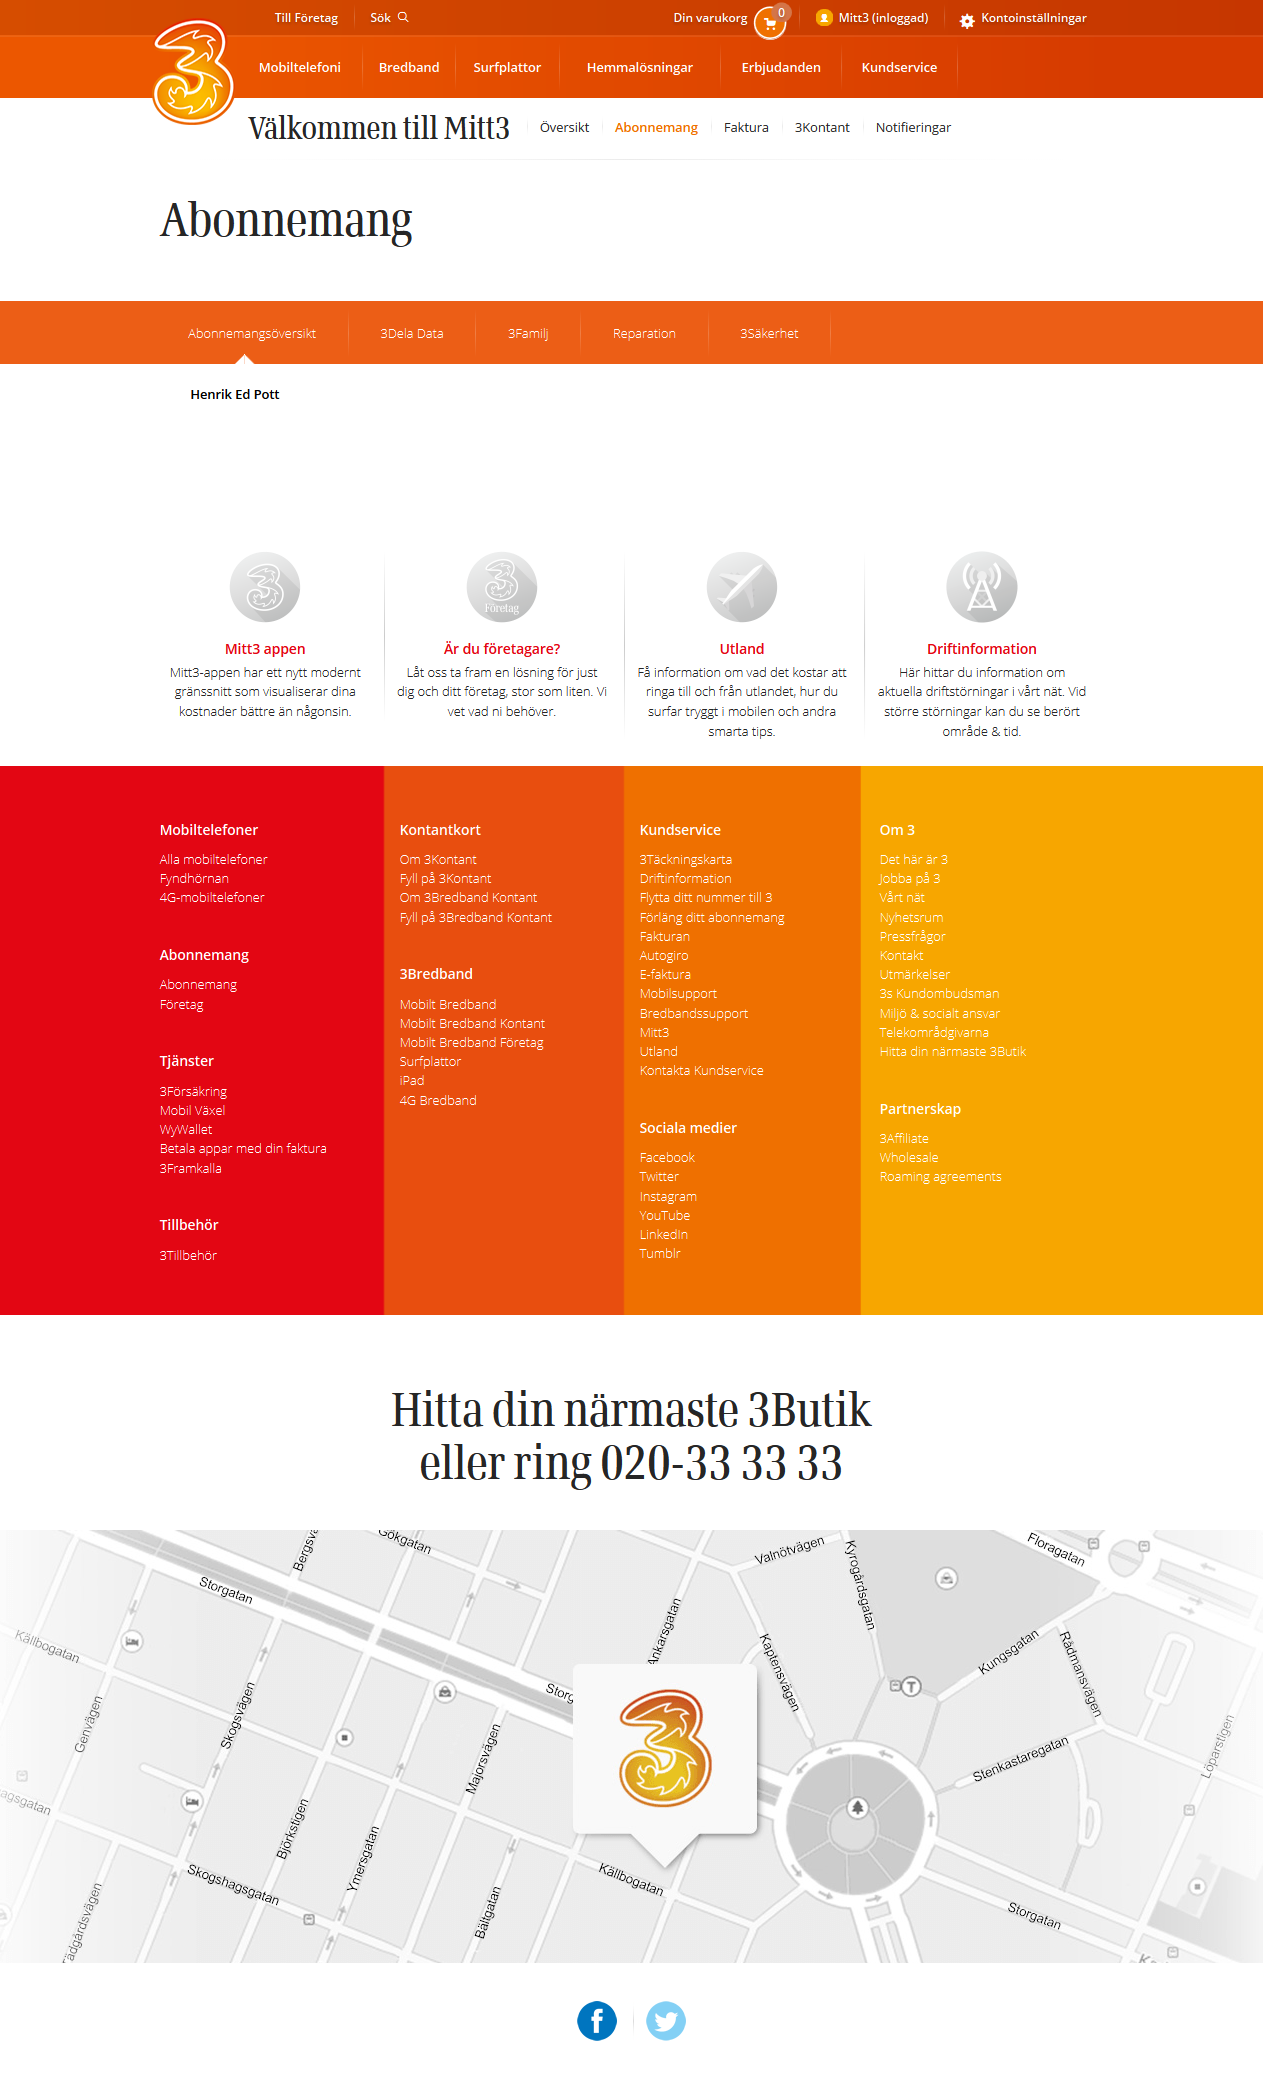 Till Företag
Sök
Din varukorg
0
Mitt3 (inloggad)
Kontoinställningar
Mobiltelefoni
Bredband
Surfplattor
Hemmalösningar
Erbjudanden
Kundservice
Välkommen till Mitt3
Översikt
Abonnemang
Faktura
3Kontant
Notifieringar
Abonnemang
Abonnemangsöversikt
3Dela Data
3Familj
Reparation
3Säkerhet
Henrik Ed Pott
Företag
Mitt3 appen
Mitt3-appen har ett nytt modernt
gränssnitt som visualiserar dina
kostnader bättre än någonsin.
Är du företagare?
Låt oss ta fram en lösning för just
dig och ditt företag, stor som liten. Vi
vet vad ni behöver.
Utland
Få information om vad det kostar att
ringa till och från utlandet, hur du
surfar tryggt i mobilen och andra
smarta tips.
Driftinformation
Här hittar du information om
aktuella driftstörningar i vårt nät. Vid
större störningar kan du se berört
område & tid.
Mobiltelefoner
Alla mobiltelefoner
Fyndhörnan
4G-mobiltelefoner
Abonnemang
Abonnemang
Företag
Tjänster
3Försäkring
Mobil Växel
WyWallet
Betala appar med din faktura
3Framkalla
Tillbehör
3Tillbehör
Kontantkort
Om 3Kontant
Fyll på 3Kontant
Om 3Bredband Kontant
Fyll på 3Bredband Kontant
3Bredband
Mobilt Bredband
Mobilt Bredband Kontant
Mobilt Bredband Företag
Surfplattor
iPad
4G Bredband
Kundservice
3Täckningskarta
Driftinformation
Flytta ditt nummer till 3
Förläng ditt abonnemang
Fakturan
Autogiro
E-faktura
Mobilsupport
Bredbandssupport
Mitt3
Utland
Kontakta Kundservice
Sociala medier
Facebook
Twitter
Instagram
YouTube
LinkedIn
Tumblr
Om 3
Det här är 3
Jobba på 3
Vårt nät
Nyhetsrum
Pressfrågor
Kontakt
Utmärkelser
3s Kundombudsman
Miljö & socialt ansvar
Telekområdgivarna
Hitta din närmaste 3Butik
Partnerskap
3Affiliate
Wholesale
Roaming agreements
Hitta din närmaste 3Butik
eller ring 020-33 33 33
Bergsvä
Gökgatan
Valnötvägen
Kyrogårdsgatan
Floragatan
Storgatan
Källbogatan
Ankarsgatan
Kaptensvägen
Kungsgatan
Rådmansvägen
Genvägen
Skogsvägen
Storg
T
Majorsvägen
Stenkastaregatan
Löparstigen
agsgatan
Björkstigen
Ymersgatan
Skogshagsgatan
Källbogatan
Bältgatan
Storgatan
ädgårdsvägen